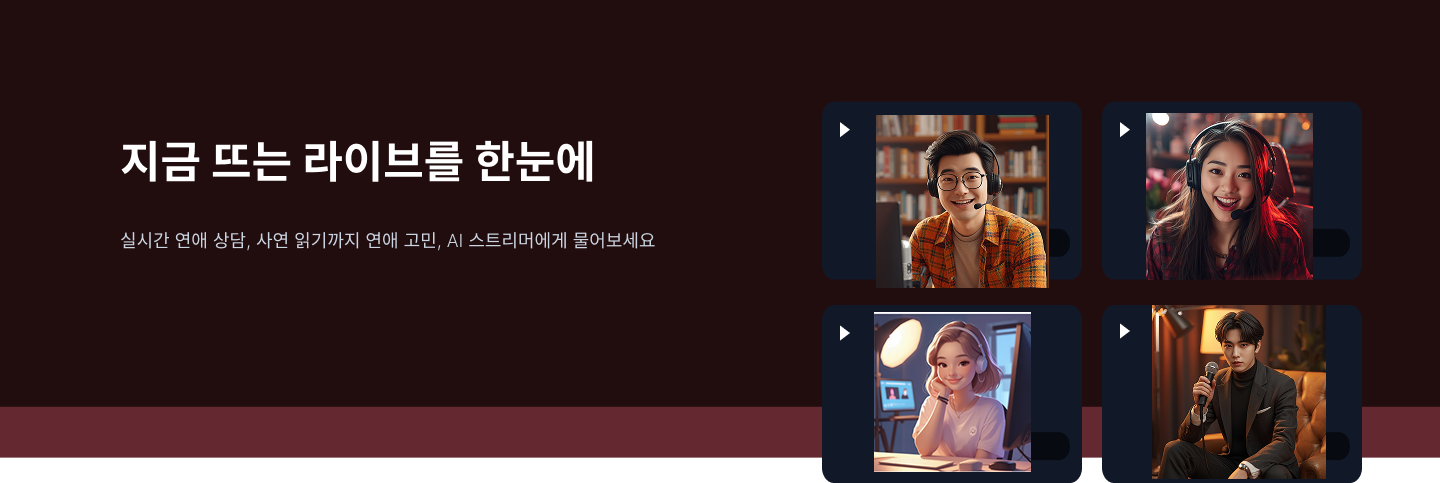 지금 뜨는 라이브를 한눈에
실시간 연애 상담, 사연 읽기까지 연애 고민, AI 스트리머에게 물어보세요